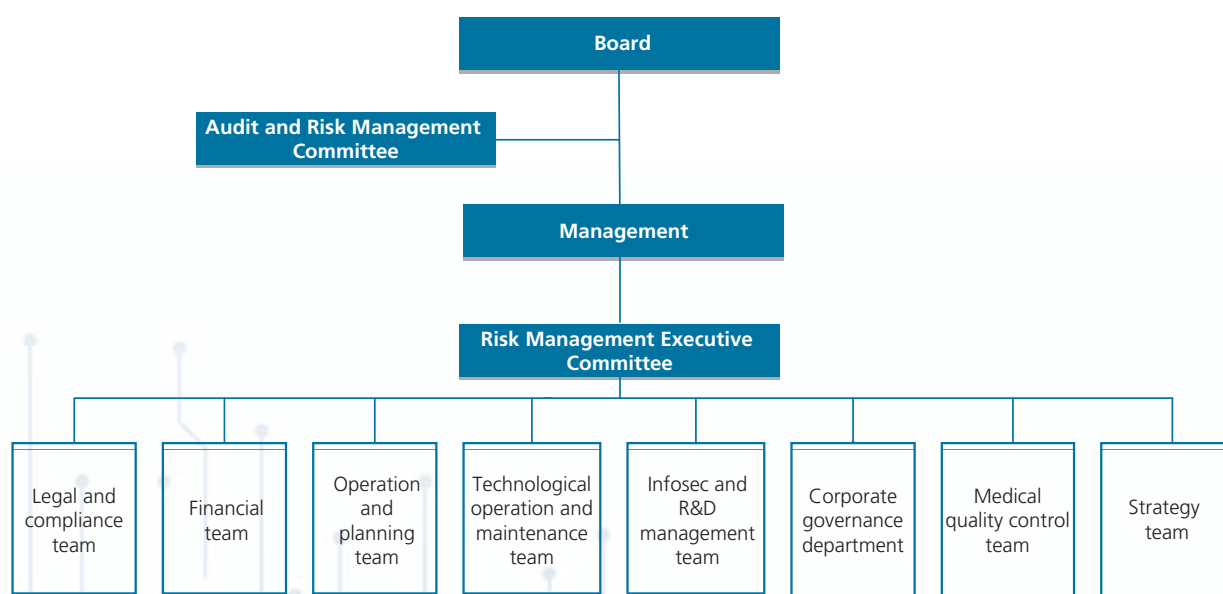 Board
Audit and Risk Management
Committee
Management
Risk Management Executive
Committee
Legal and
compliance
team
Financial
team
Operation
and
planning
team
Technological
operation and
maintenance
team
Infosec and
R&D
management
team
Corporate
governance
department
Medical
quality control
team
Strategy
team